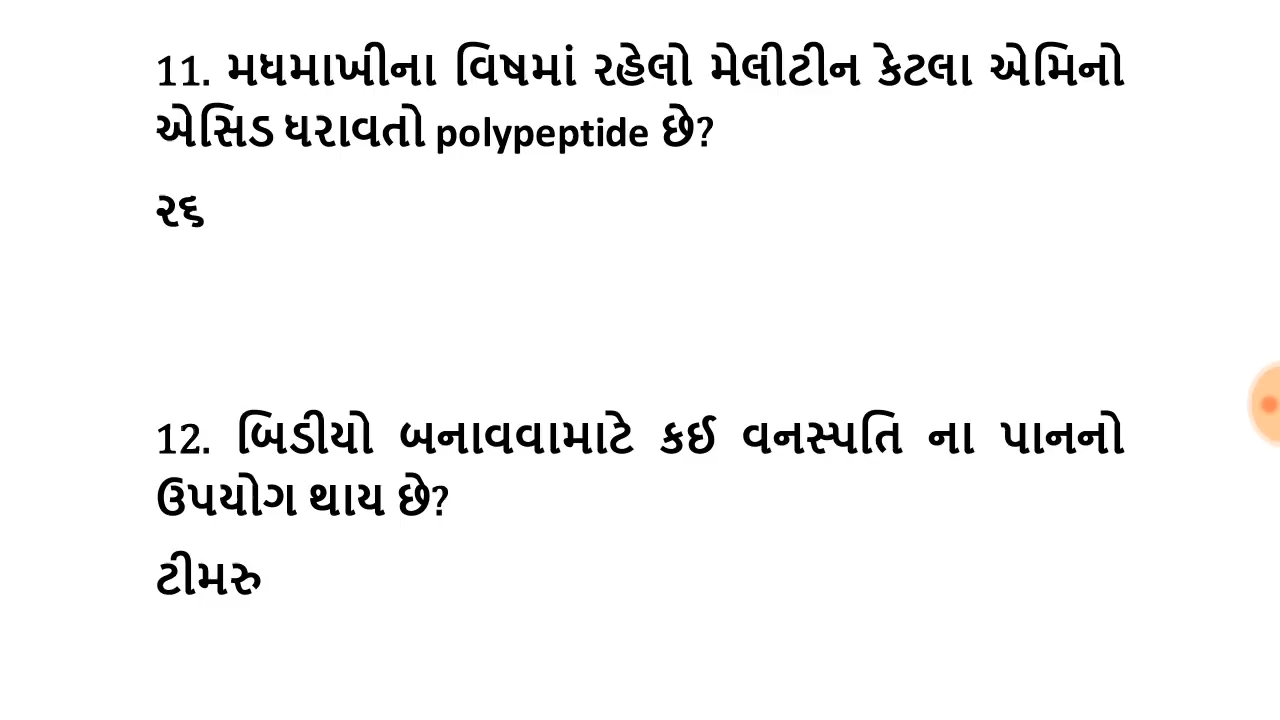 11. મધમાખીના વિષમાં રહેલો મેલીટીન કેટલા એમિનો
એસિડ ધરાવતો polypeptide છે?
૨૬
12. બિડીયો બનાવવામાટે કઈ વનસ્પતિ ના પાનનો
ઉપયોગ થાય છે?
ટીમરુ